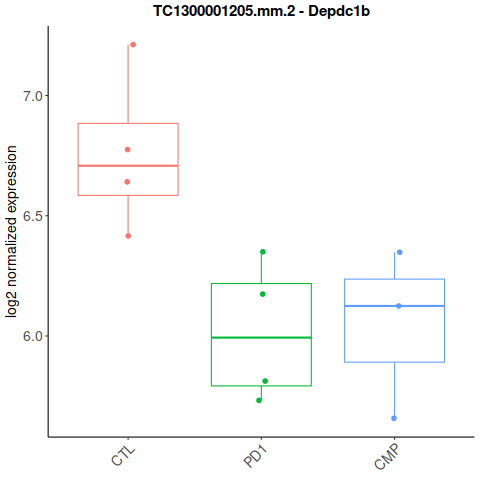 TC1300001205.mm.2 - Depdc1b
log2 normalized expression
7.0
6.5
6.0
CTL
PD1
CMP